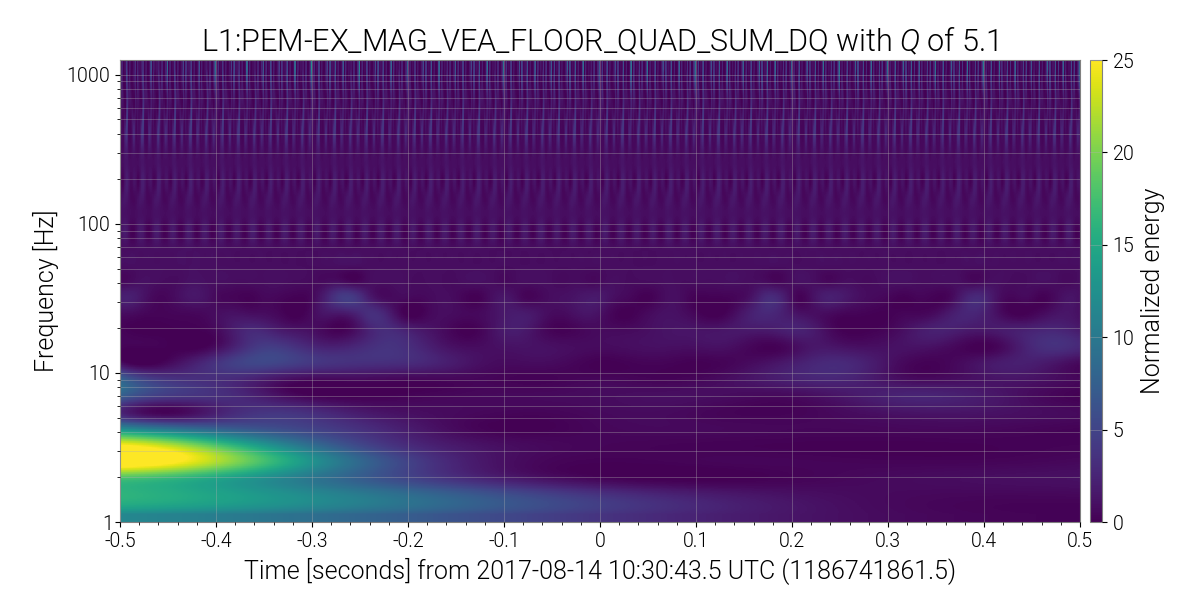 L1:PEM-EX_MAG_VEA_FLOOR_QUAD_SUM_DQ with Q of 5.1
1000
100
10
1
Frequency [Hz]
-0.5 -0.4 -0.3 -0.2 -0.1 0 0.1 0.2 0.3 0.4 0.5
Time [seconds] from 2017-08-14 10:30:43.5 UTC (1186741861.5)
25
20
15
10
5
0
Normalized energy